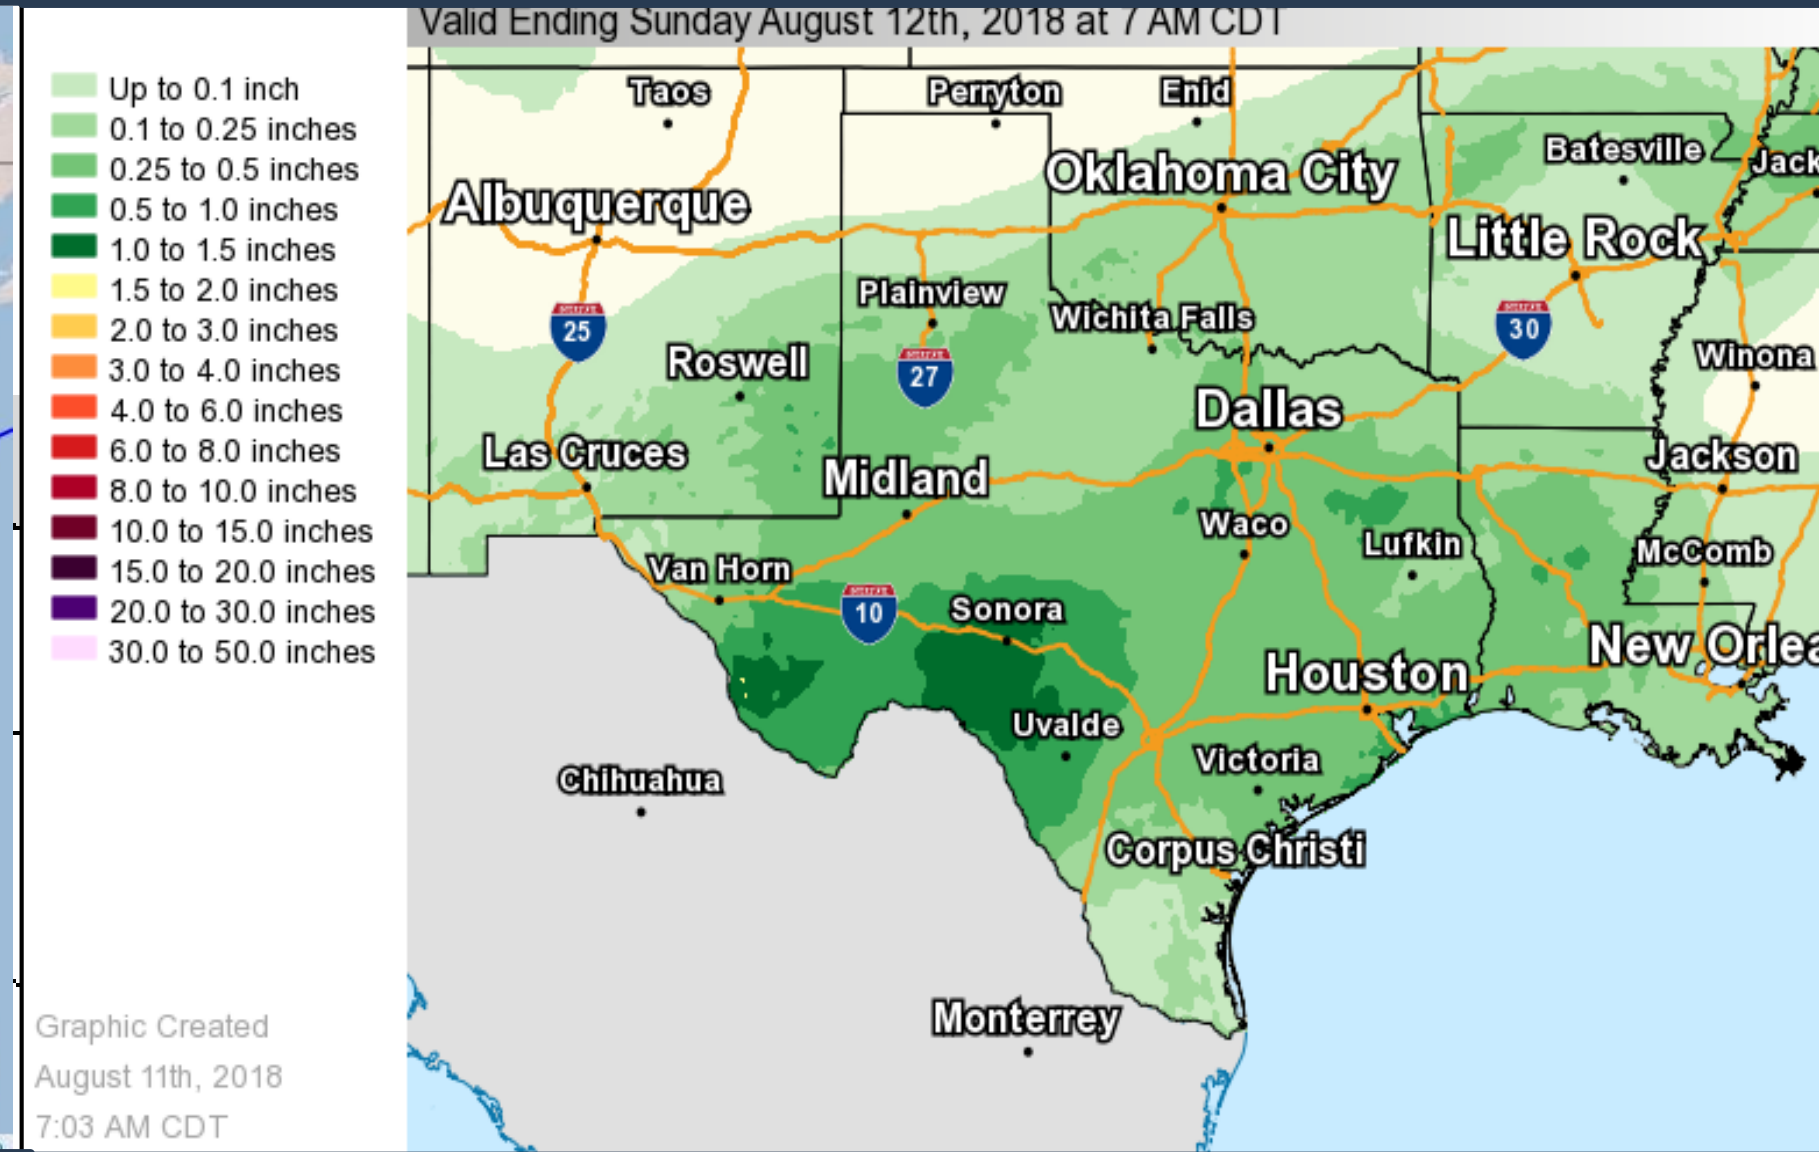 Valid Ending Sunday August 12th, 2018 at 7 AM CDT
Up to 0.1 inch
0.1 to 0.25 inches
0.25 to 0.5 inches
0.5 to 1.0 inches
1.0 to 1.5 inches
1.5 to 2.0 inches
2.0 to 3.0 inches
3.0 to 4.0 inches
4.0 to 6.0 inches
6.0 to 8.0 inches
8.0 to 10.0 inches
10.0 to 15.0 inches
15.0 to 20.0 inches
20.0 to 30.0 inches
30.0 to 50.0 inches
Graphic Created
August 11th, 2018
7:03 AM CDT
Taos
Perryton
Enid
Batesville
Jack
Oklahoma City
Albuquerque
Little Rock
Plainview
Wichita Falls
25
30
Roswell
27
Winona
Dallas
Las Cruces
Jackson
Midland
Waco
Lufkin
McComb
Van Horn
10
Sonora
New Orlea
Houston
Uvalde
Victoria
Chihuahua
Corpus Christi
Monterrey